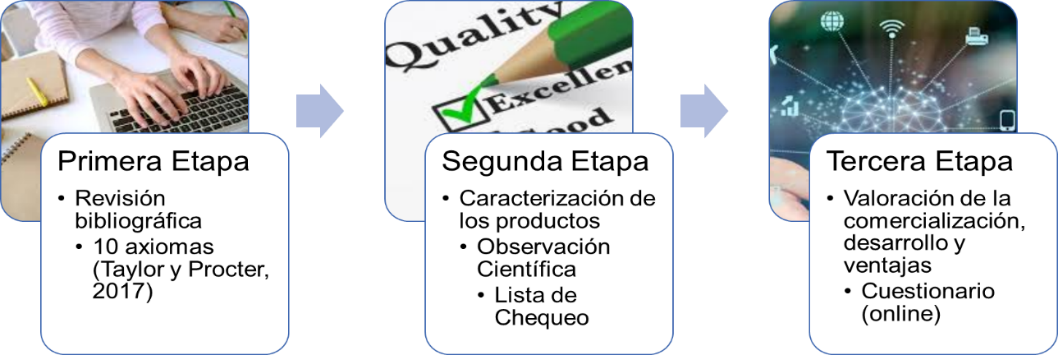 Quality
Excellen
Good
Primera Etapa
• Revisión
bibliográfica
• 10 axiomas
(Taylor y Procter,
2017)
Segunda Etapa
• Caracterización de
los productos
• Observación
Científica
• Lista de
Chequeo
Tercera Etapa
• Valoración de la
comercialización,
desarrollo y
ventajas
• Cuestionario
(online)